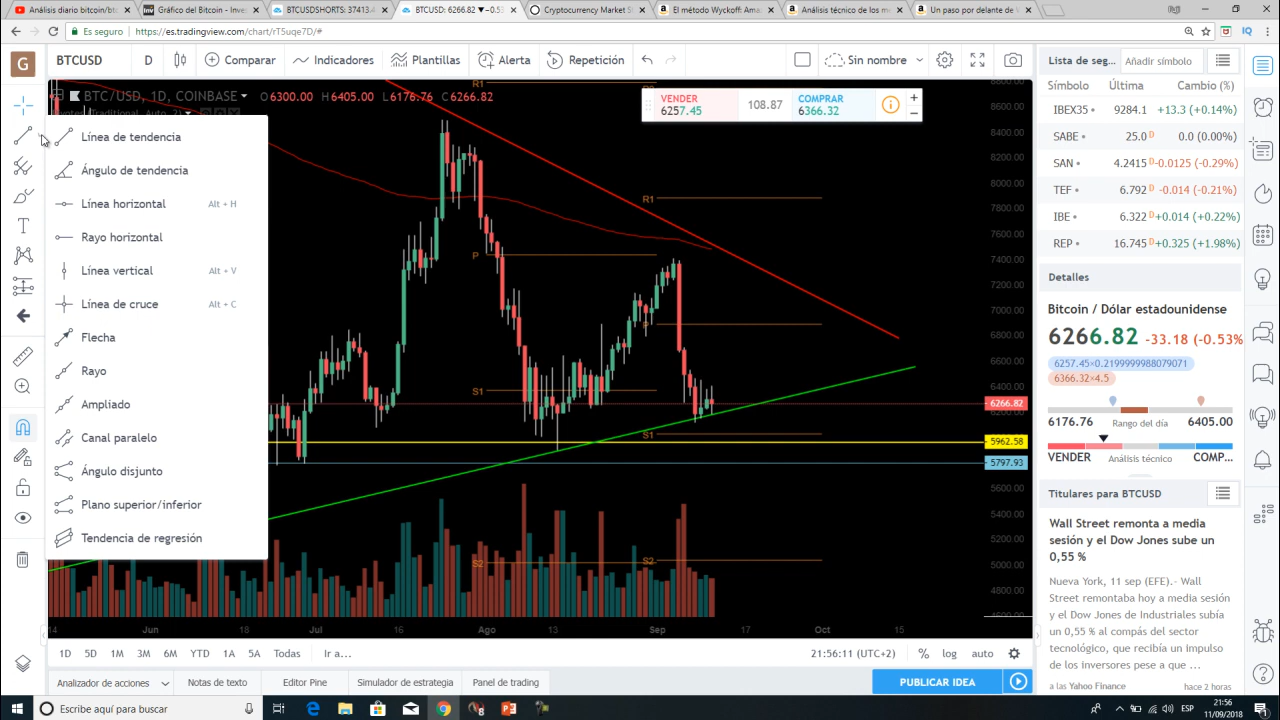 Análisis diario bitcoin/bt
Gráfico del Bitcoin - Inves
BTCUSDSHORTS: 37413.4
BTCUSD: 6266.82 ▼−0.53
Cryptocurrency Market S
El método Wyckoff: Ama
Análisis técnico de los m
Un paso por delante de W
Es seguro
https://es.tradingview.com/chart/rT5uqe7D/#
G
BTCUSD
D
Comparar
Indicadores
Plantillas
Alerta
Repetición
Sin nombre
BTC/USD, 1D, COINBASE
O6300.00 H6405.00 L6176.76 C6266.82
VENDER
6257.45
108.87
COMPRAR
6366.32
Línea de tendencia
Ángulo de tendencia
Línea horizontal Alt + H
Rayo horizontal
Línea vertical Alt + V
Línea de cruce Alt + C
Flecha
Rayo
Ampliado
Canal paralelo
Ángulo disjunto
Plano superior/inferior
Tendencia de regresión
R1
R1
P
P
S1
S1
S2
S2
8600.00
8400.00
8200.00
8000.00
7800.00
7600.00
7400.00
7200.00
7000.00
6800.00
6600.00
6400.00
6266.82
5962.58
5797.93
5600.00
5400.00
5200.00
5000.00
4800.00
14
Jun
18
Jul
16
Ago
13
Sep
17
Oct
15
1D 5D 1M 3M 6M YTD 1A 5A Todas
Ir a...
21:56:11 (UTC+2)
%
log
auto
Analizador de acciones
Notas de texto
Editor Pine
Simulador de estrategia
Panel de trading
PUBLICAR IDEA
Lista de seg...
Añadir símbolo
Símbolo Última Cambio (%)
IBEX35 9284.1 +13.3 (+0.14%)
SABE 25.0 D 0.0 (0.00%)
SAN 4.2415 D −0.0125 (−0.29%)
TEF 6.792 D −0.014 (−0.21%)
IBE 6.322 D +0.014 (+0.22%)
REP 16.745 D +0.325 (+1.98%)
Detalles
Bitcoin / Dólar estadounidense
6266.82 −33.18 (−0.53%
6257.45×0.2199999988079071
6366.32×4.5
6176.76
RANGO DEL DÍA
6405.00
VENDER
Análisis técnico
COMP...
Titulares para BTCUSD
Wall Street remonta a media
sesión y el Dow Jones sube un
0,55 %
Nueva York, 11 sep (EFE).- Wall
Street remontaba hoy a media sesión
y el Dow Jones de Industriales subía
un 0,55 % al compás del sector
tecnológico, que recibía un impulso
de los inversores pese a que ...
a las Yahoo Finance
hace 2 horas
Escribe aquí para buscar
ESP
21:56
11/09/2018